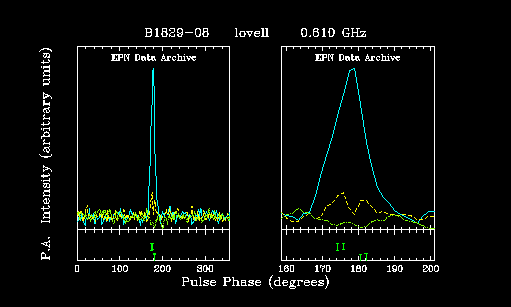 B1829-08 lovell 0.610 GHz
EPN Data Archive EPN Data Archive
P.A. Intensity (arbitrary units)
0 100 200 300 160 170 180 190 200
Pulse Phase (degrees)